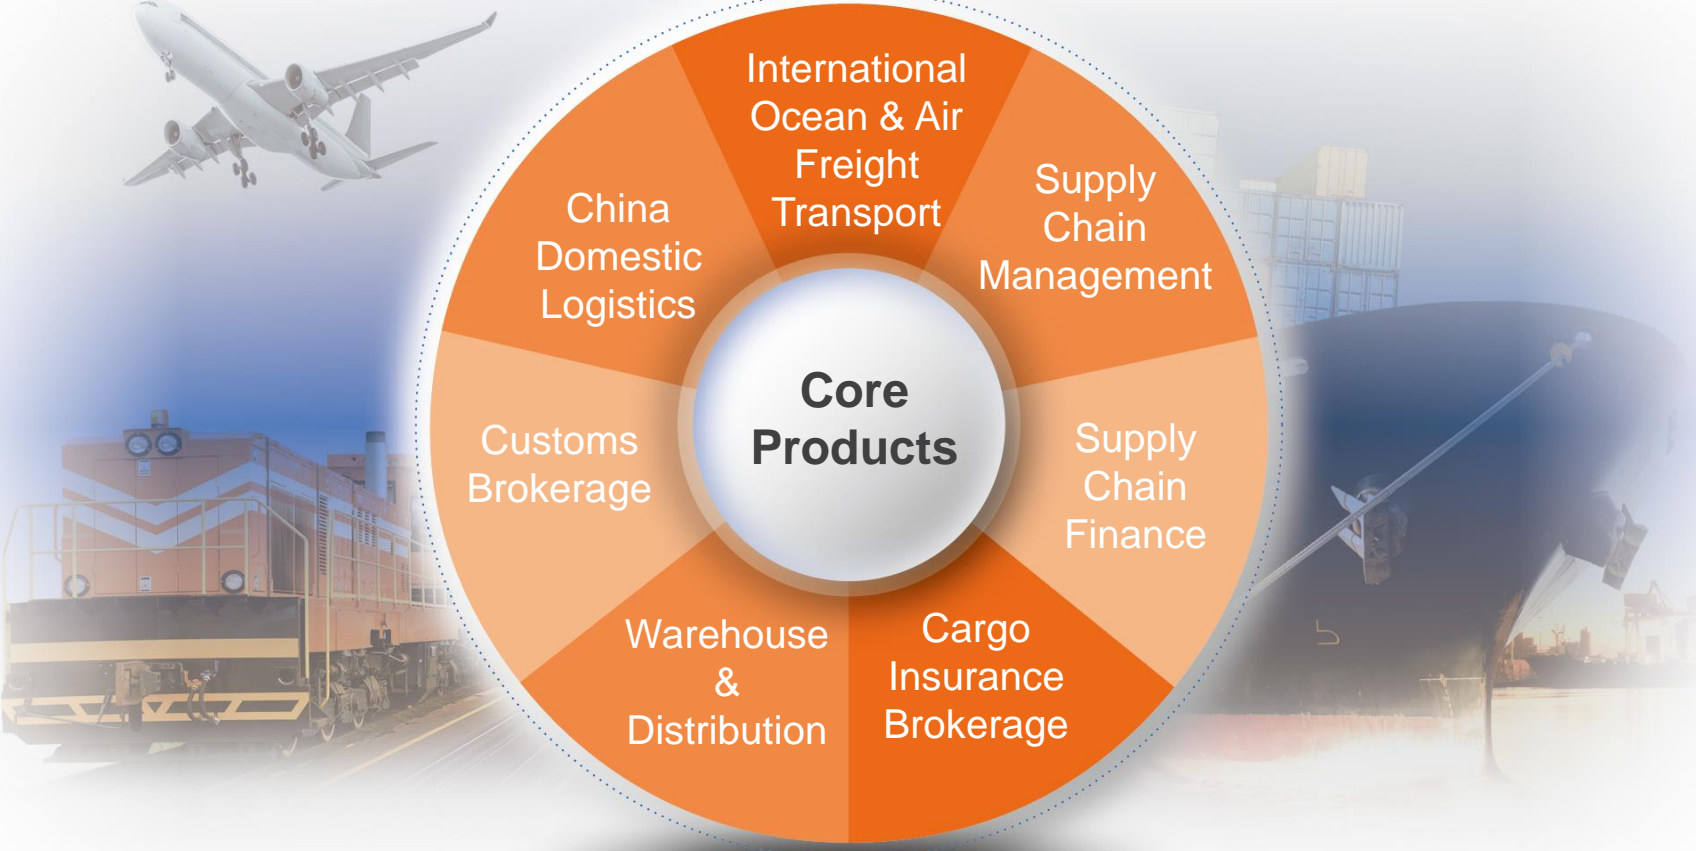 International
Ocean & Air
Freight
Transport
Supply
Chain
Management
Supply
Chain
Finance
Cargo
Insurance
Brokerage
Warehouse
&
Distribution
Customs
Brokerage
China
Domestic
Logistics
Core
Products